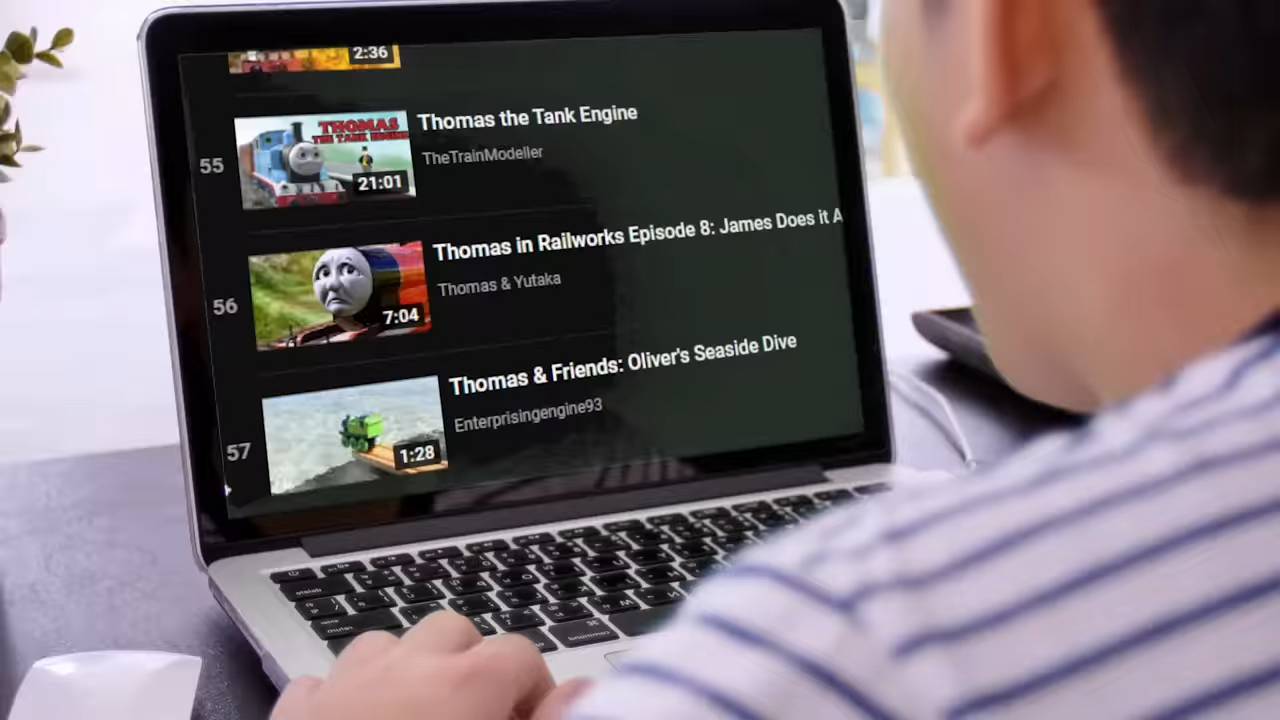 2:36
55
THOMAS
THE TANK ENGINE
21:01
Thomas the Tank Engine
TheTrainModeller
56
7:04
Thomas in Railworks Episode 8: James Does it A
Thomas & Yutaka
57
1:28
Thomas & Friends: Oliver's Seaside Dive
Enterprisingengine93